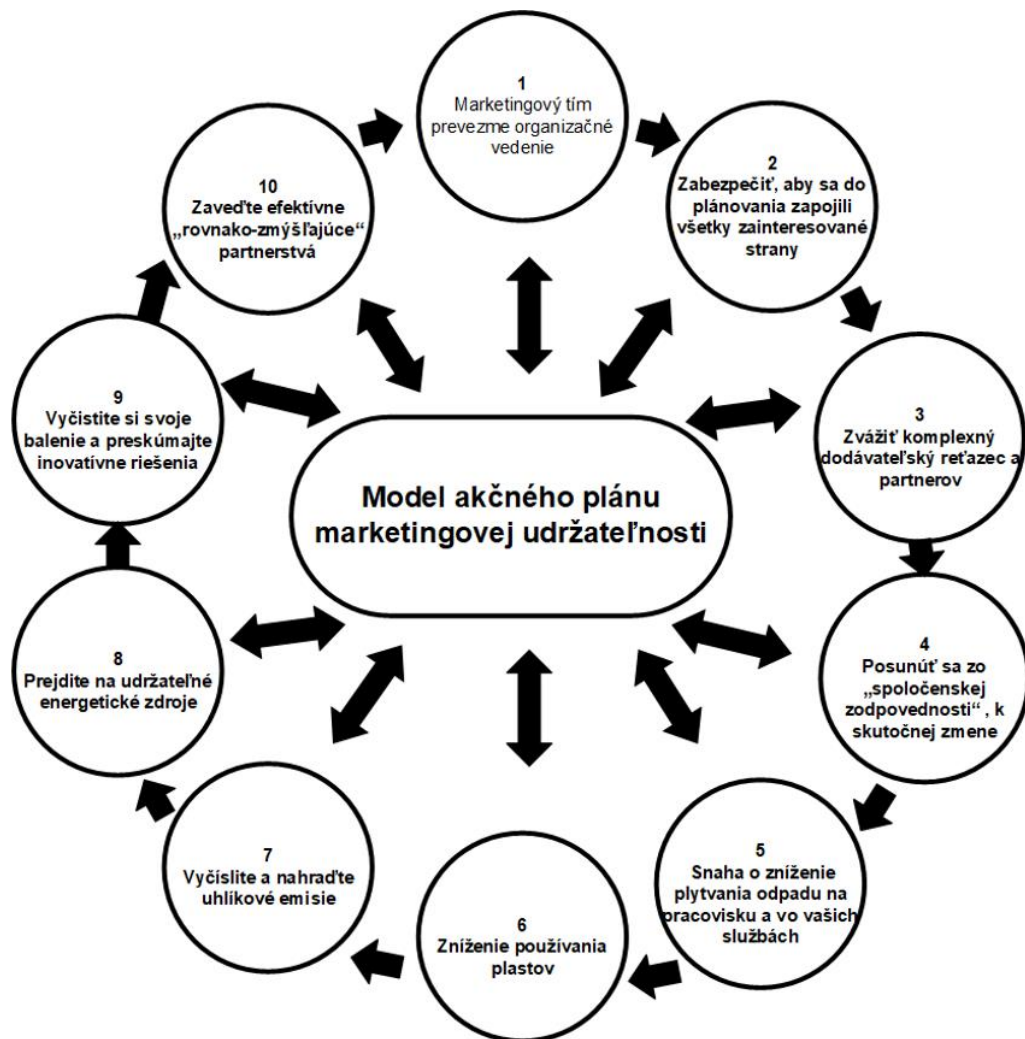 1
Marketingový tím
prevezme organizačné
vedenie
2
Zabezpečiť, aby sa do
plánovania zapojili
všetky zainteresované
strany
3
Zvážiť komplexný
dodávateľský reťazec a
partnerov
4
Posunúť sa zo
„spoločenskej
zodpovednosti“ , k
skutočnej zmene
5
Snaha o zníženie
plytvania odpadu na
pracovisku a vo vašich
službách
6
Zníženie používania
plastov
7
Vyčíslite a nahraďte
uhlíkové emisie
8
Prejdite na udržateľné
energetické zdroje
9
Vyčistite si svoje
balenie a preskúmajte
inovatívne riešenia
10
Zaveďte efektívne
„rovnako-zmýšľajúce“
partnerstvá
Model akčného plánu
marketingovej udržateľnosti